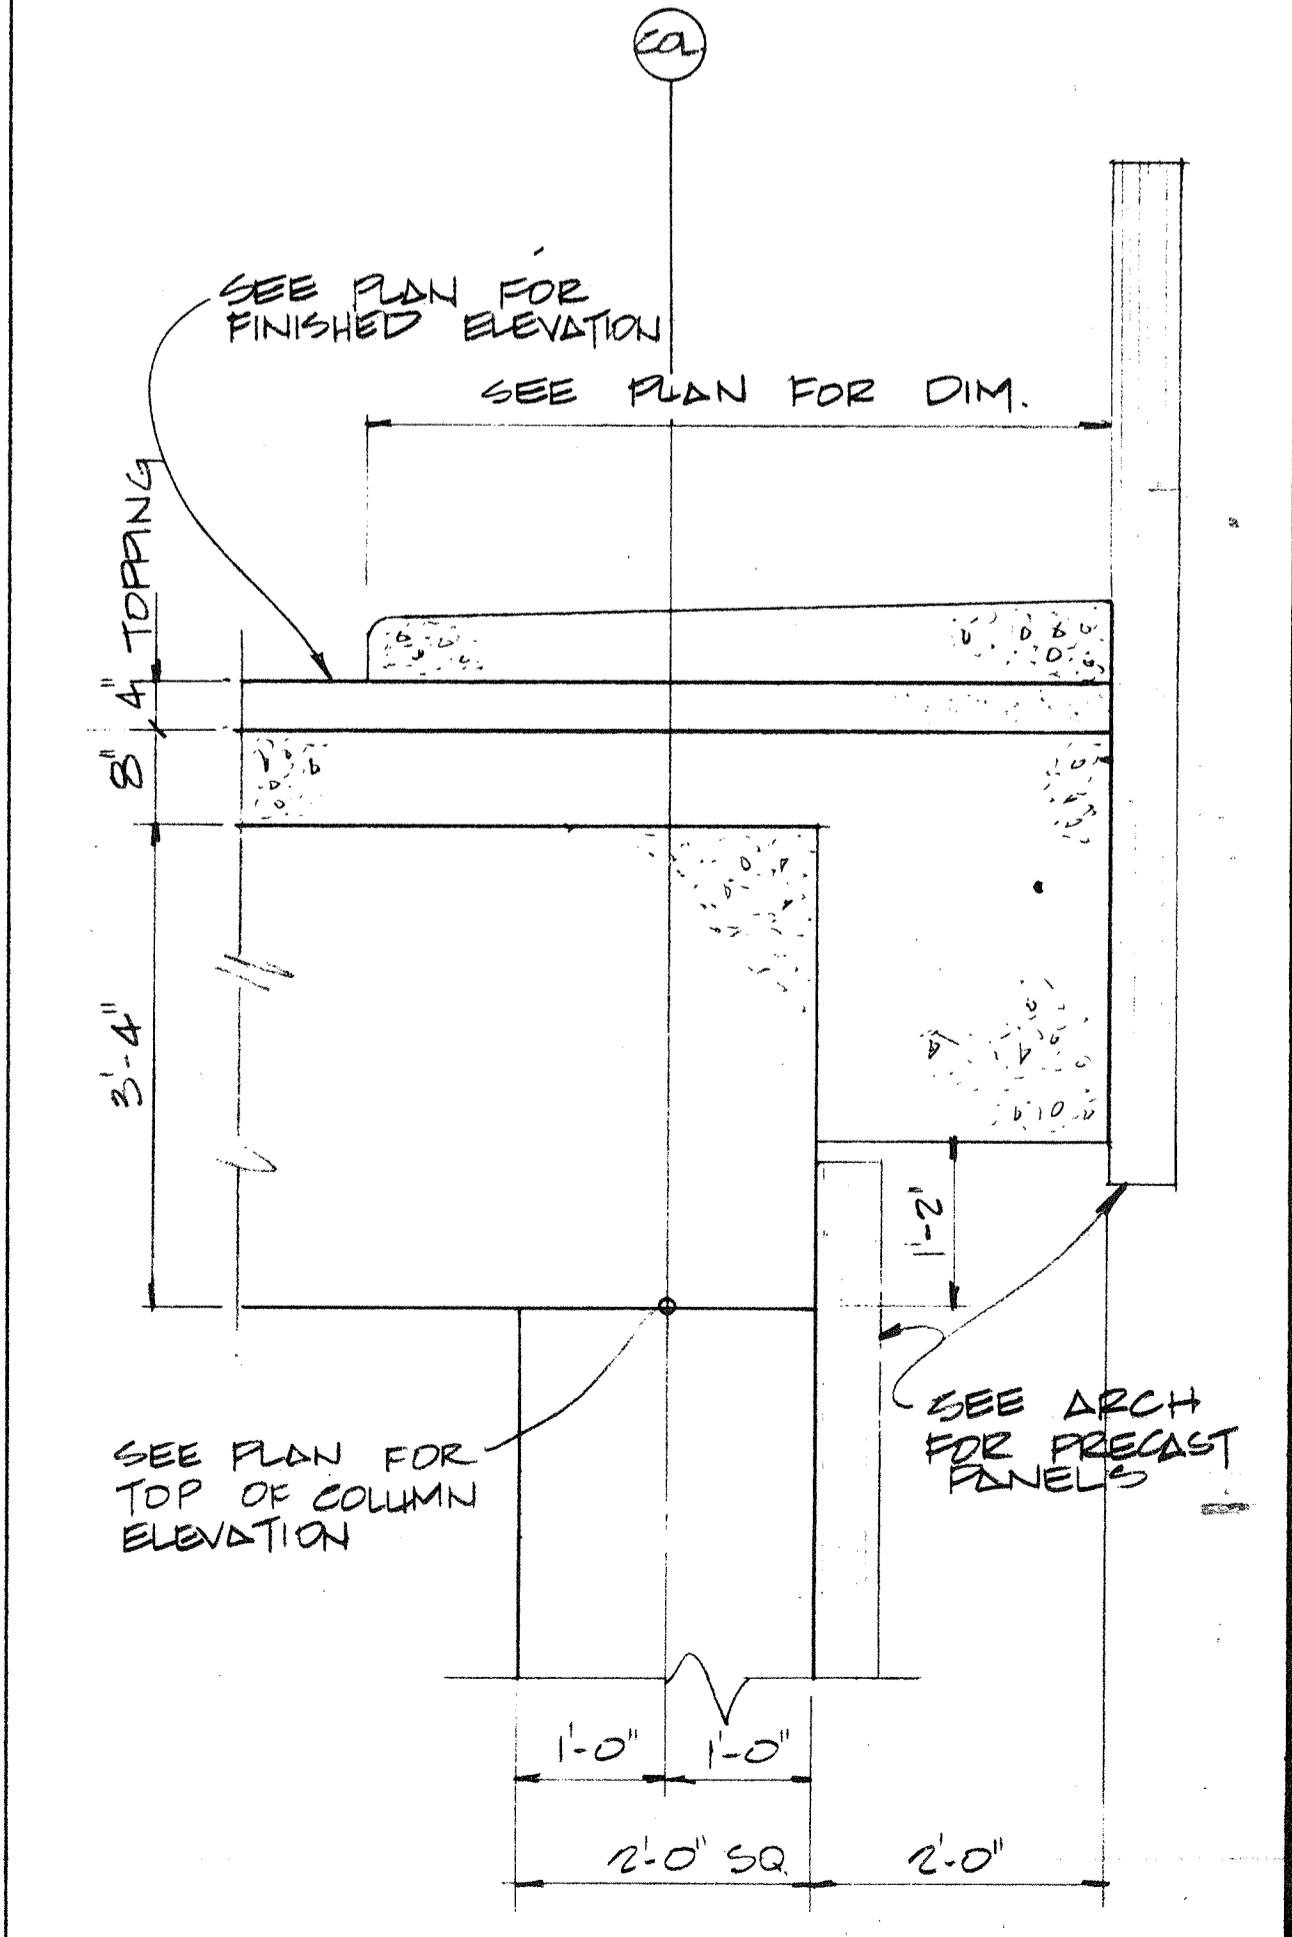 COL
SEE PLAN FOR
FINISHED ELEVATION
SEE PLAN FOR DIM.
4" TOPPING
8"
3'-4"
1'-2"
SEE ARCH
FOR PRECAST
PANELS
SEE PLAN FOR
TOP OF COLUMN
ELEVATION
1'-0"
1'-0"
2'-0" SQ.
2'-0"